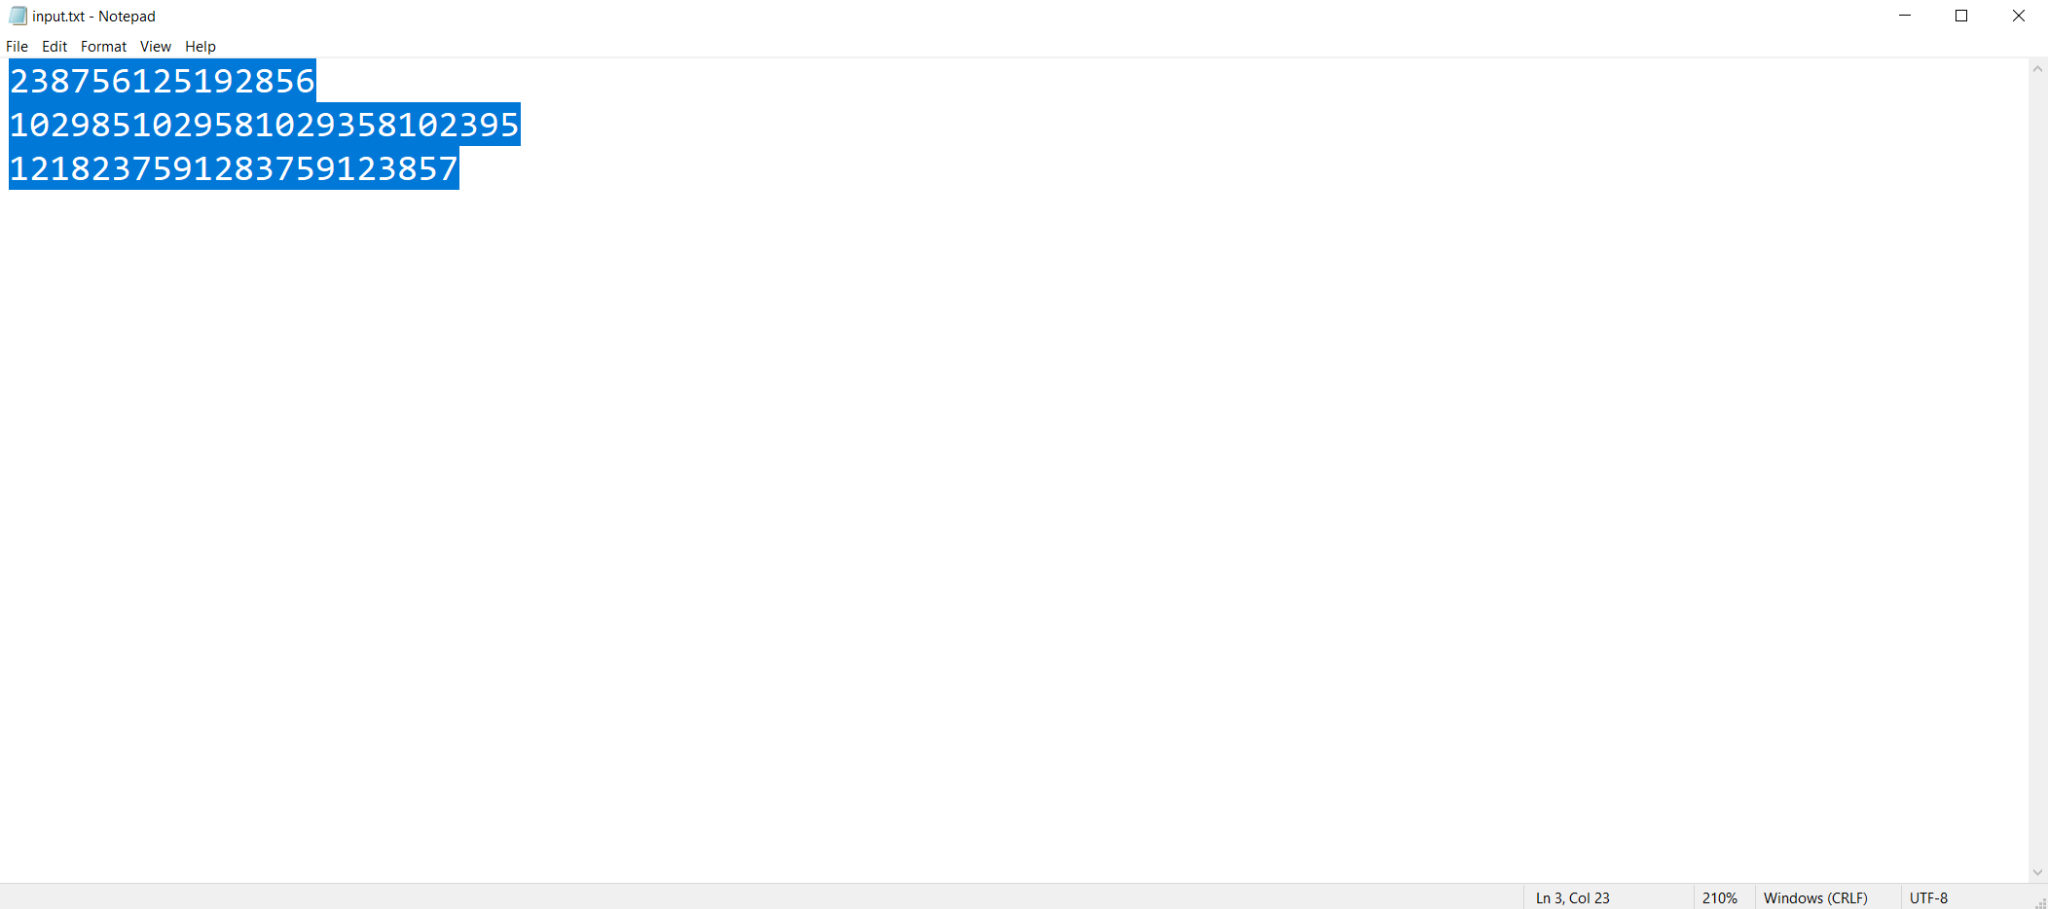 input.txt - Notepad
File Edit Format View Help
238756125192856
1029851029581029358102395
1218237591283759123857
Ln 3, Col 23 210% Windows (CRLF) UTF-8